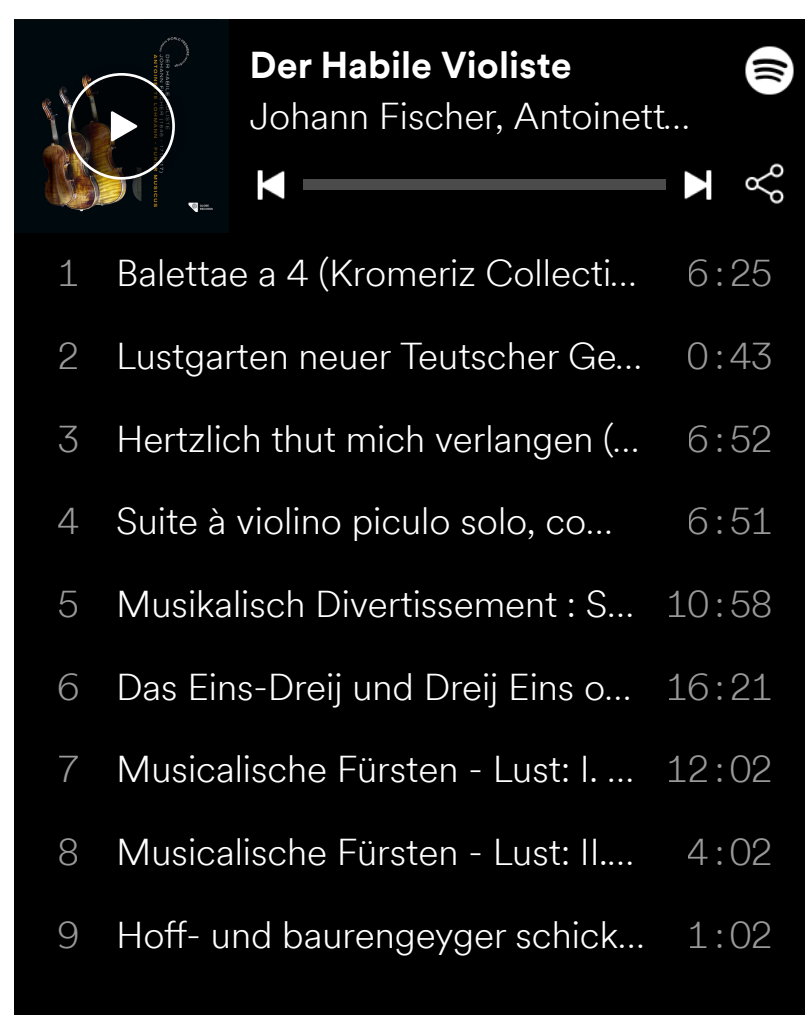 Der Habile Violiste
Johann Fischer, Antoinett...
1 Balettae a 4 (Kromeriz Collecti... 6:25
2 Lustgarten neuer Teutscher Ge... 0:43
3 Hertzlich thut mich verlangen (... 6:52
4 Suite à violino piculo solo, co... 6:51
5 Musikalisch Divertissement : S... 10:58
6 Das Eins-Dreij und Dreij Eins o... 16:21
7 Musicalische Fürsten - Lust: I. ... 12:02
8 Musicalische Fürsten - Lust: II.... 4:02
9 Hoff- und baurengeyger schick... 1:02